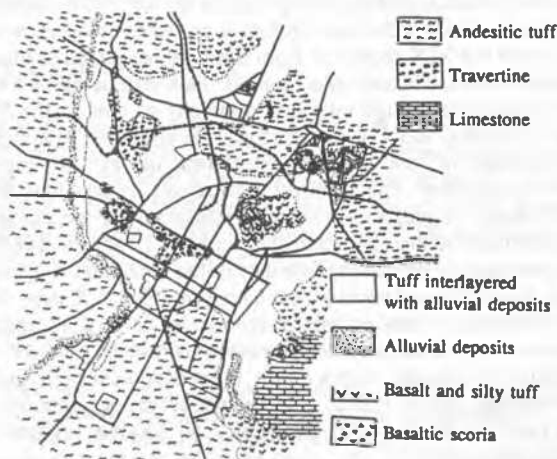 Andesitic tuff
Travertine
Limestone
Tuff interlayered
with alluvial deposits
Alluvial deposits
Basalt and silty tuff
Basaltic scoria